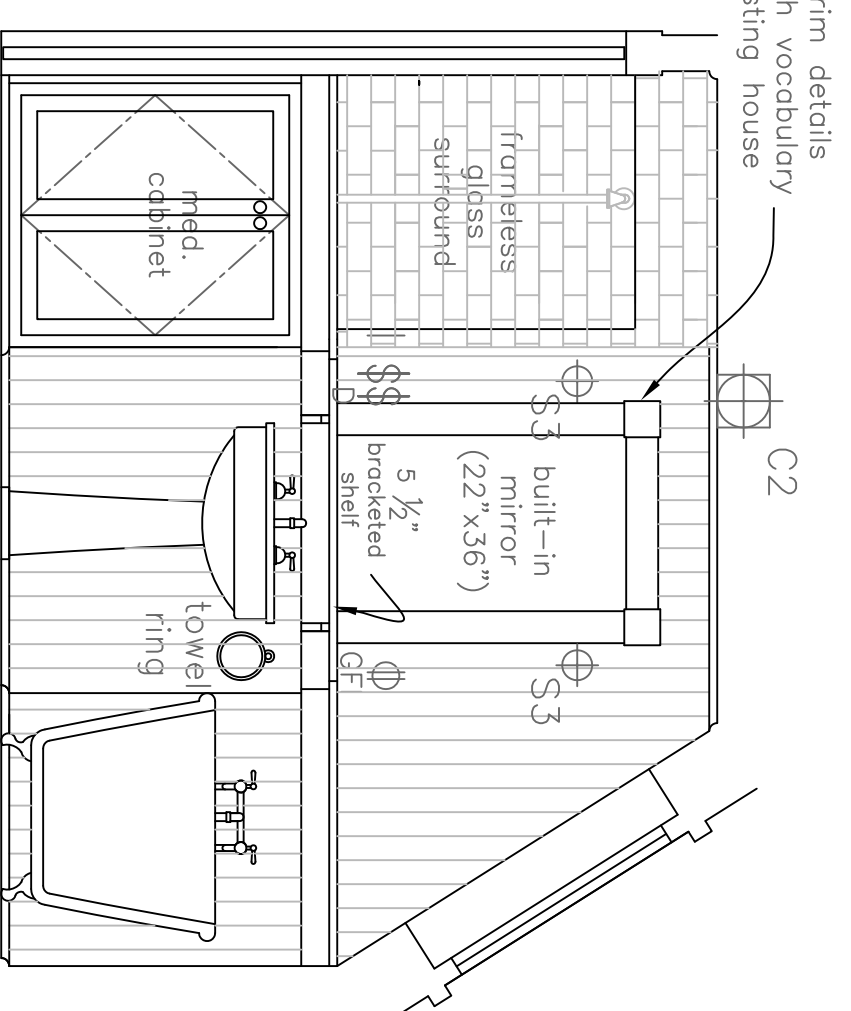 rim details
h vocabulary
sting house
C2
frameless
glass
surround
med.
cabinet
$$
D
S3
built-in
mirror
(22"x36")
5 ½"
bracketed
shelf
S3
GF
towel
ring